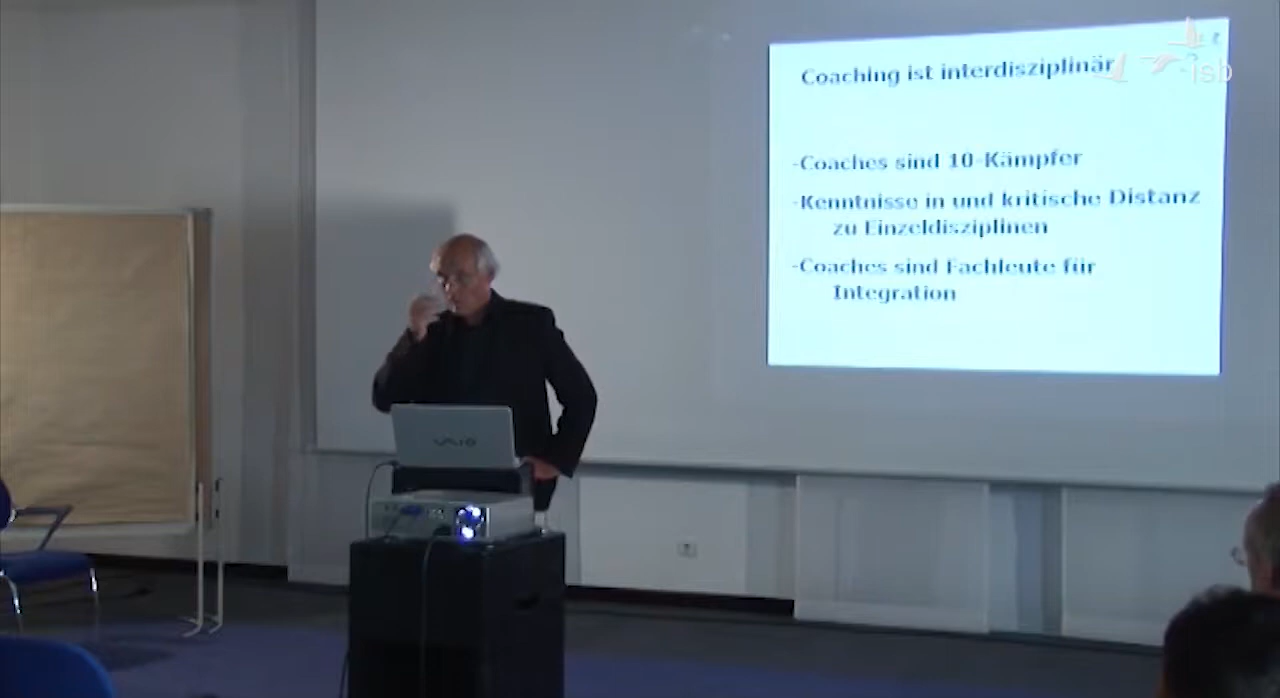 isb
Coaching ist interdisziplinär
-Coaches sind 10-Kämpfer
-Kenntnisse in und kritische Distanz
zu Einzeldisziplinen
-Coaches sind Fachleute für
Integration
VAIO